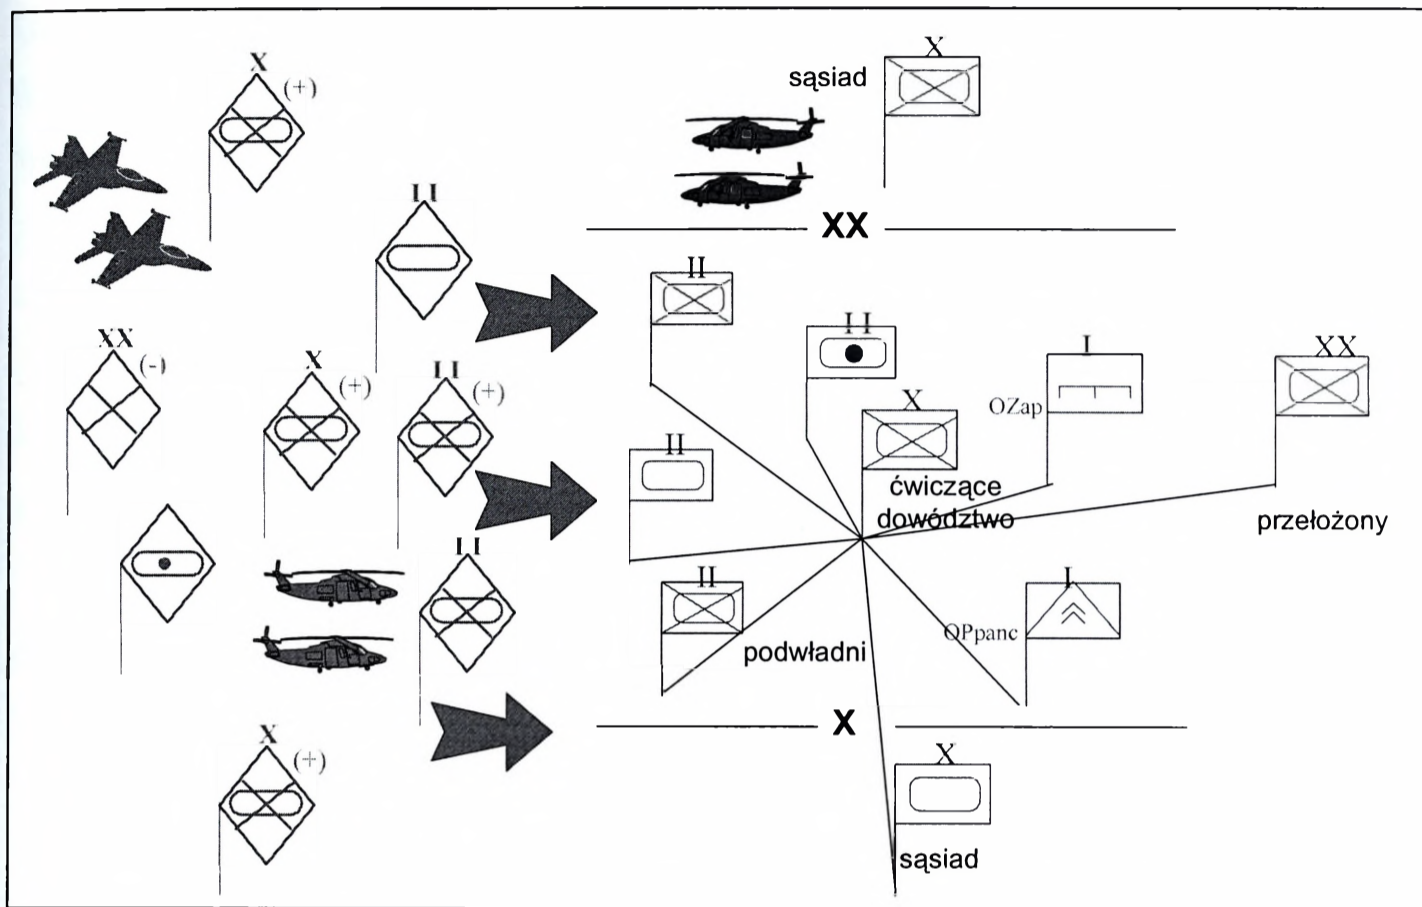 X
(+)
sąsiad
X
II
XX
II
II
I
XX
XX
(-)
X
(+)
II
(+)
X
OZap
II
ćwiczące
dowództwo
przełożony
II
II
I
OPpanc
podwładni
X
X
(+)
X
sąsiad